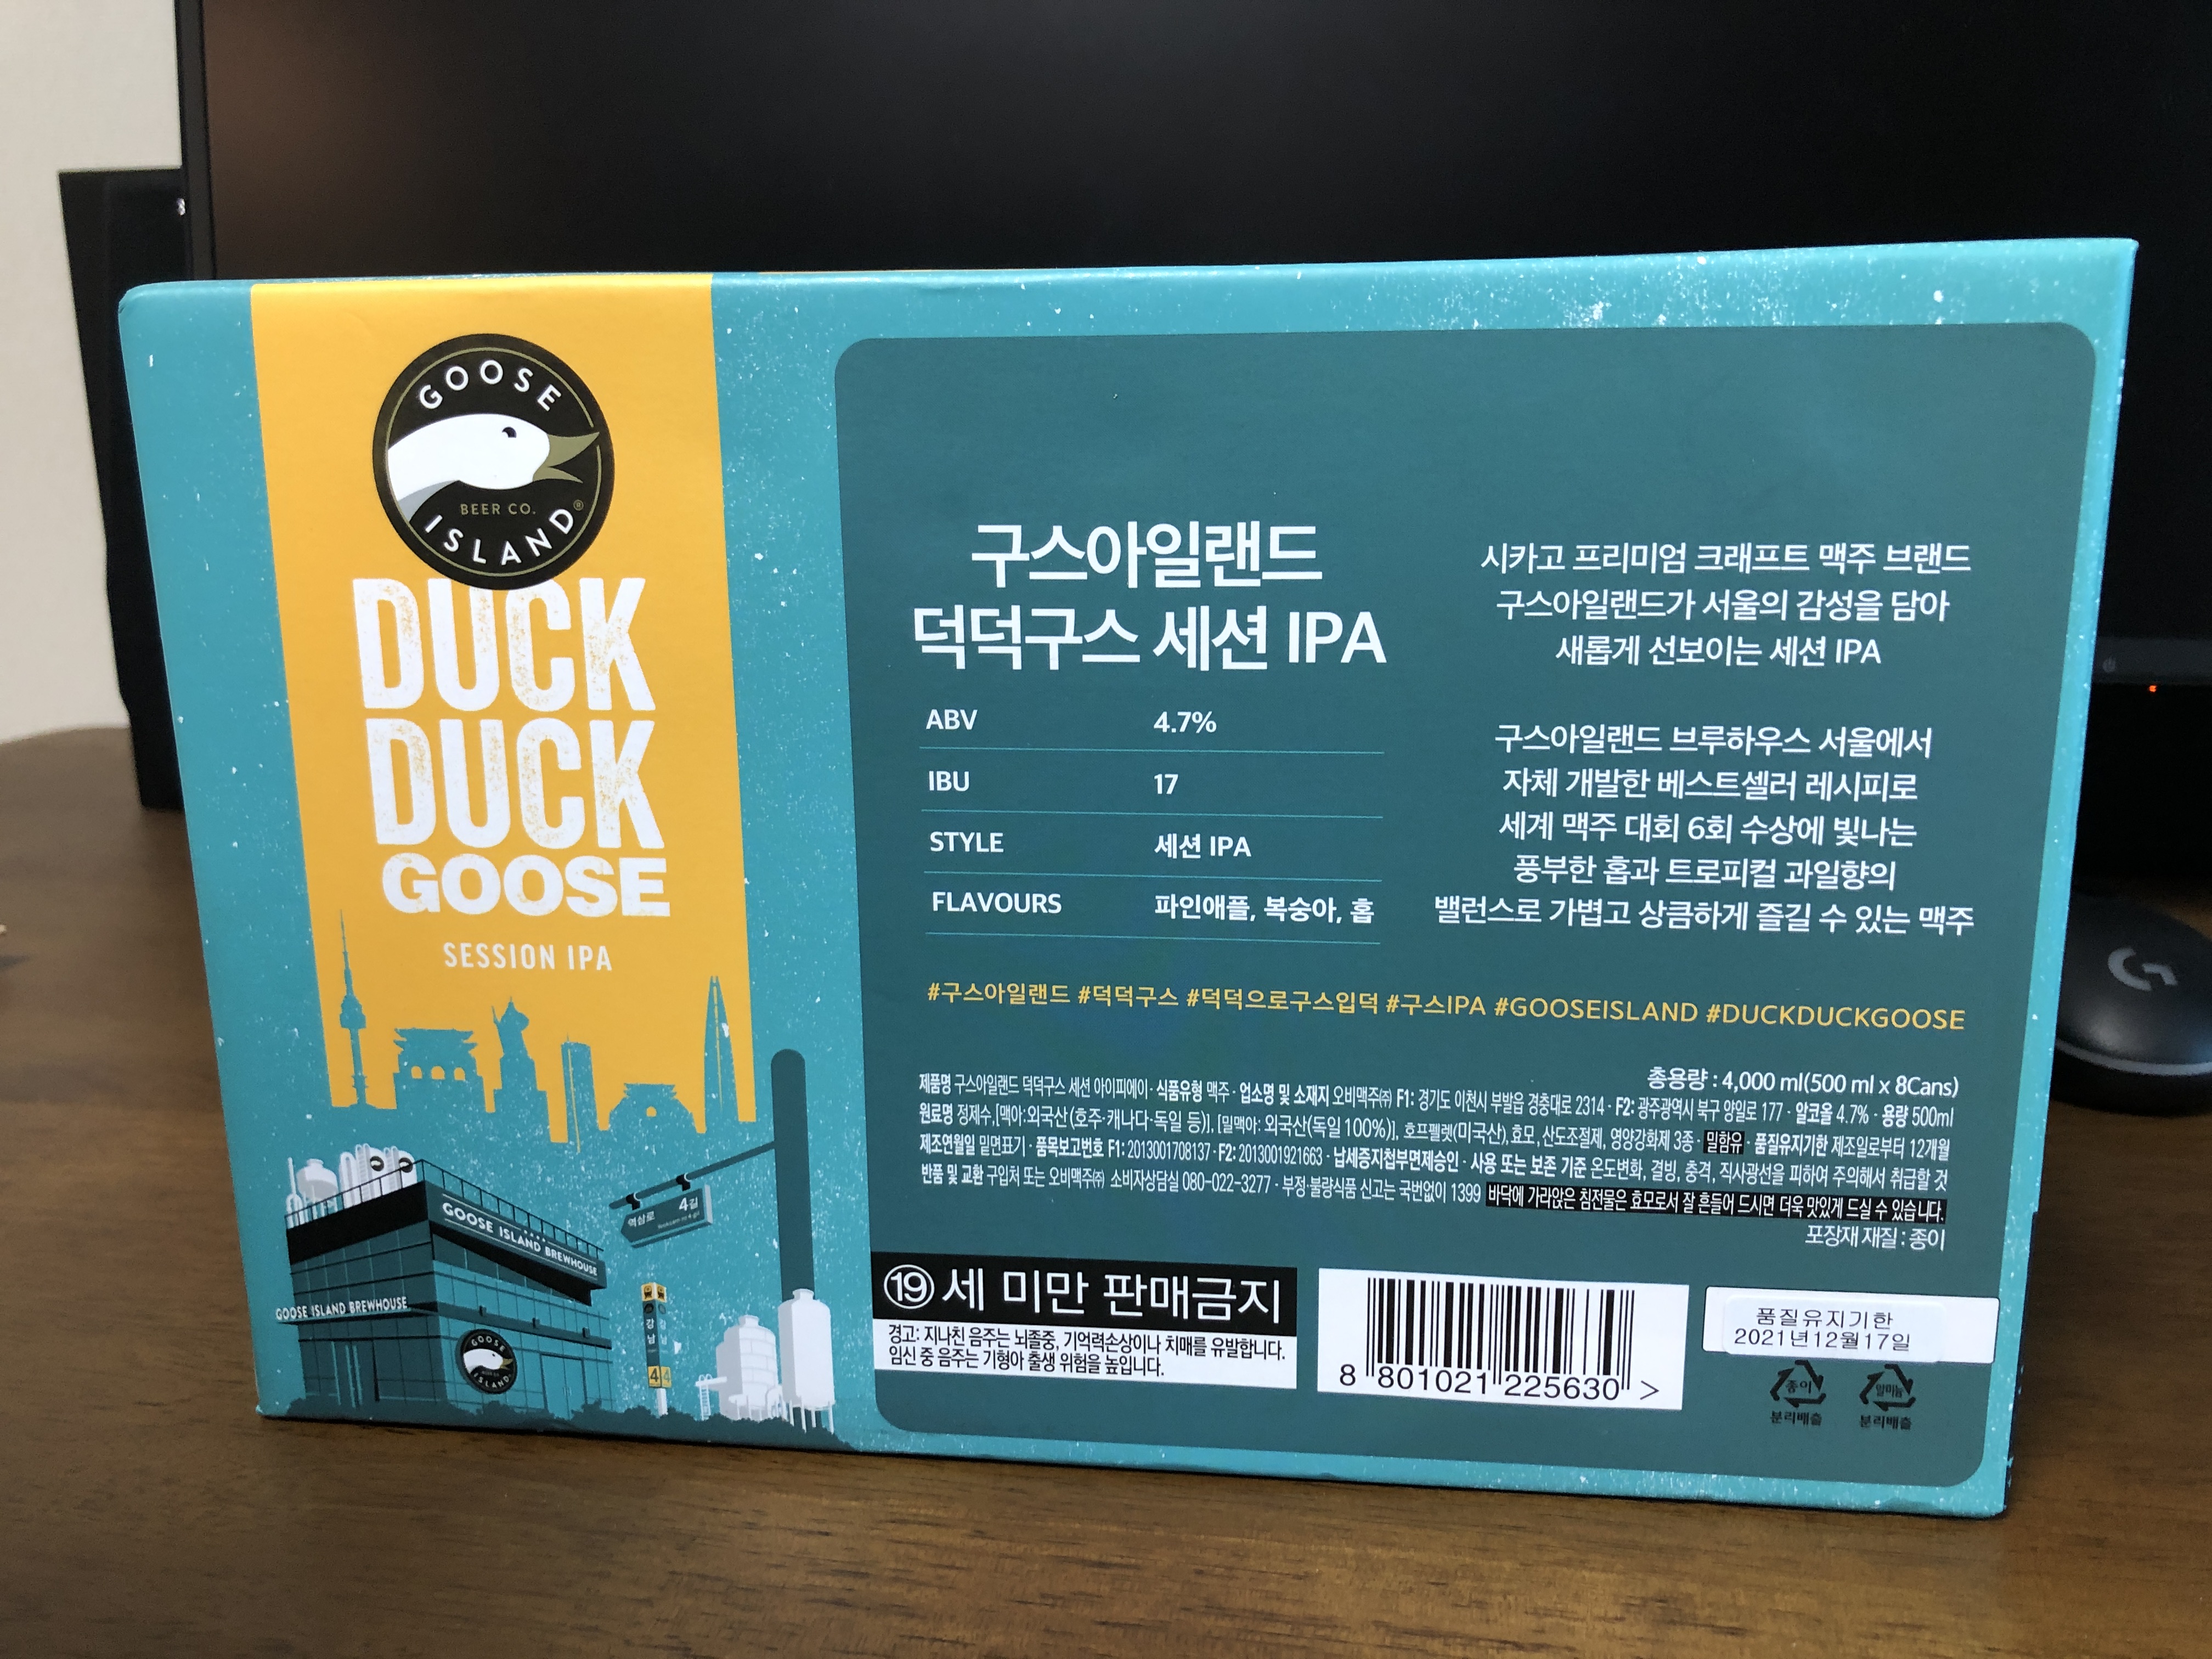 GOOSE
BEER CO.
ISLAND®
DUCK
DUCK
GOOSE
SESSION IPA
역삼로 4길
GOOSE ISLAND BREWHOUSE
GOOSE ISLAND BREWHOUSE
GOOSE
ISLAND
강남
구스아일랜드
덕덕구스 세션 IPA
ABV 4.7%
IBU 17
STYLE 세션 IPA
FLAVOURS 파인애플, 복숭아, 홉
시카고 프리미엄 크래프트 맥주 브랜드
구스아일랜드가 서울의 감성을 담아
새롭게 선보이는 세션 IPA
구스아일랜드 브루하우스 서울에서
자체 개발한 베스트셀러 레시피로
세계 맥주 대회 6회 수상에 빛나는
풍부한 홉과 트로피컬 과일향의
밸런스로 가볍고 상큼하게 즐길 수 있는 맥주
#구스아일랜드 #덕덕구스 #덕덕으로구스입덕 #구스IPA #GOOSEISLAND #DUCKDUCKGOOSE
총용량 : 4,000 ml(500 ml x 8Cans)
제품명 구스아일랜드 덕덕구스 세션 아이피에이 · 식품유형 맥주 · 업소명 및 소재지 오비맥주㈜ F1: 경기도 이천시 부발읍 경충대로 2314 · F2: 광주광역시 북구 양일로 177 · 알코올 4.7% · 용량 500ml
원료명 정제수, [맥아:외국산(호주·캐나다·독일 등)], [밀맥아: 외국산(독일 100%)], 호프펠렛(미국산), 효모, 산도조절제, 영양강화제 3종 · 밀함유 · 품질유지기한 제조일로부터 12개월
제조연월일 밑면표기 · 품목보고번호 F1: 2013001708137 · F2: 2013001921663 · 납세증지첩부면제승인 · 사용 또는 보존 기준 온도변화, 결빙, 충격, 직사광선을 피하여 주의해서 취급할 것
반품 및 교환 구입처 또는 오비맥주㈜ 소비자상담실 080-022-3277 · 부정·불량식품 신고는 국번없이 1399 바닥에 가라앉은 침전물은 효모로서 잘 흔들어 드시면 더욱 맛있게 드실 수 있습니다.
포장재 재질 : 종이
19세 미만 판매금지
경고: 지나친 음주는 뇌졸중, 기억력손상이나 치매를 유발합니다.
임신 중 음주는 기형아 출생 위험을 높입니다.
8 801021 225630 >
품질유지기한
2021년12월17일
종이 알미늄
분리배출 분리배출